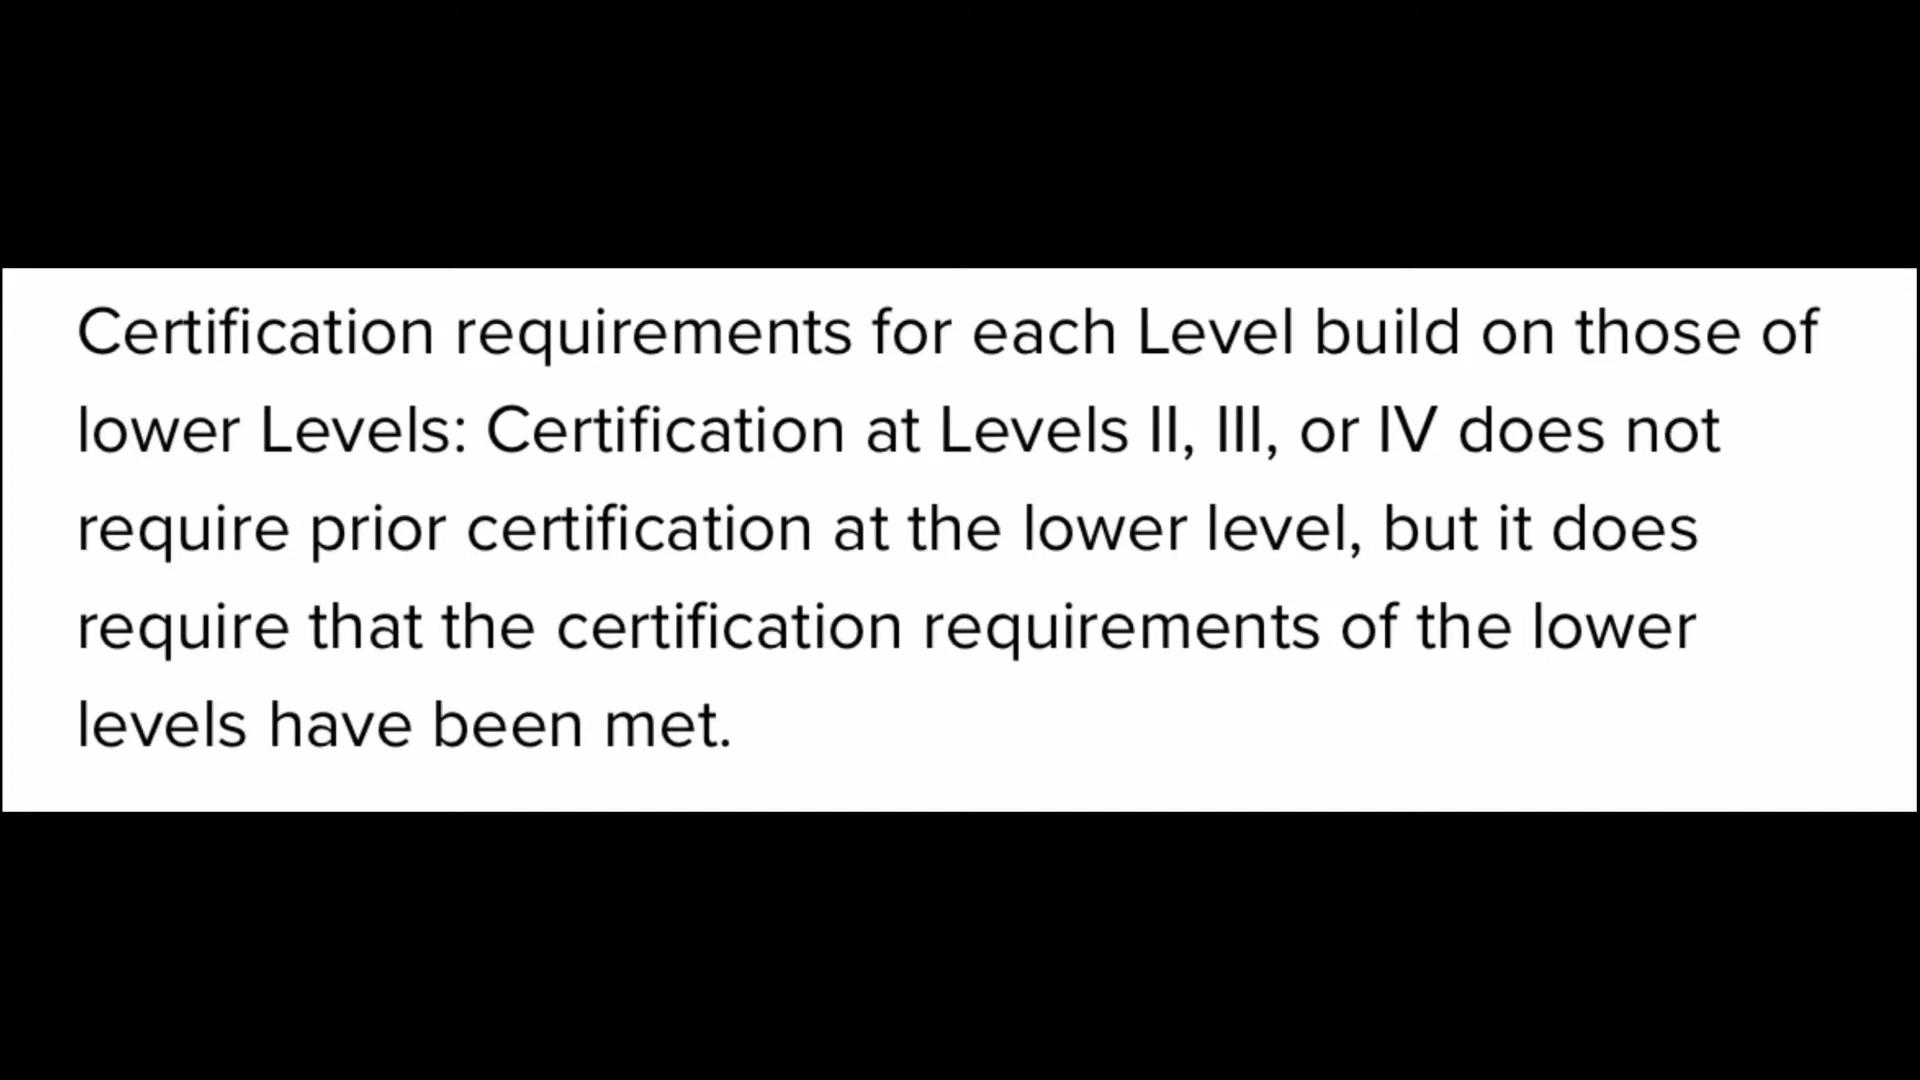 Certification requirements for each Level build on those of
lower Levels: Certification at Levels II, III, or IV does not
require prior certification at the lower level, but it does
require that the certification requirements of the lower
levels have been met.